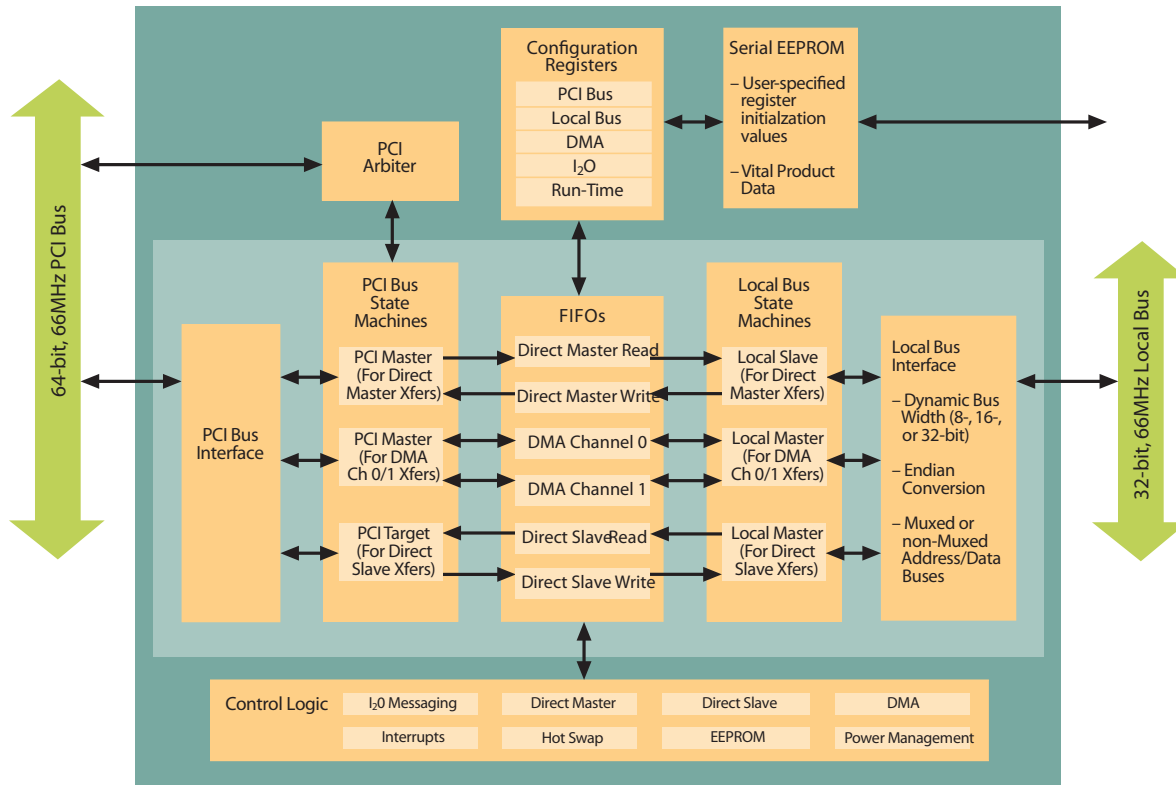 64-bit, 66MHz PCI Bus
PCI
Arbiter
Configuration
Registers
PCI Bus
Local Bus
DMA
I₂O
Run-Time
Serial EEPROM
– User-specified
register
initialzation
values
– Vital Product
Data
PCI Bus
Interface
PCI Bus
State
Machines
PCI Master
(For Direct
Master Xfers)
PCI Master
(For DMA
Ch 0/1 Xfers)
PCI Target
(For Direct
Slave Xfers)
FIFOs
Direct Master Read
Direct Master Write
DMA Channel 0
DMA Channel 1
Direct Slave Read
Direct Slave Write
Local Bus
State
Machines
Local Slave
(For Direct
Master Xfers)
Local Master
(For DMA
Ch 0/1 Xfers)
Local Master
(For Direct
Slave Xfers)
Local Bus
Interface
– Dynamic Bus
Width (8-, 16-,
or 32-bit)
– Endian
Conversion
– Muxed or
non-Muxed
Address/Data
Buses
32-bit, 66MHz Local Bus
Control Logic
I₂0 Messaging
Direct Master
Direct Slave
DMA
Interrupts
Hot Swap
EEPROM
Power Management